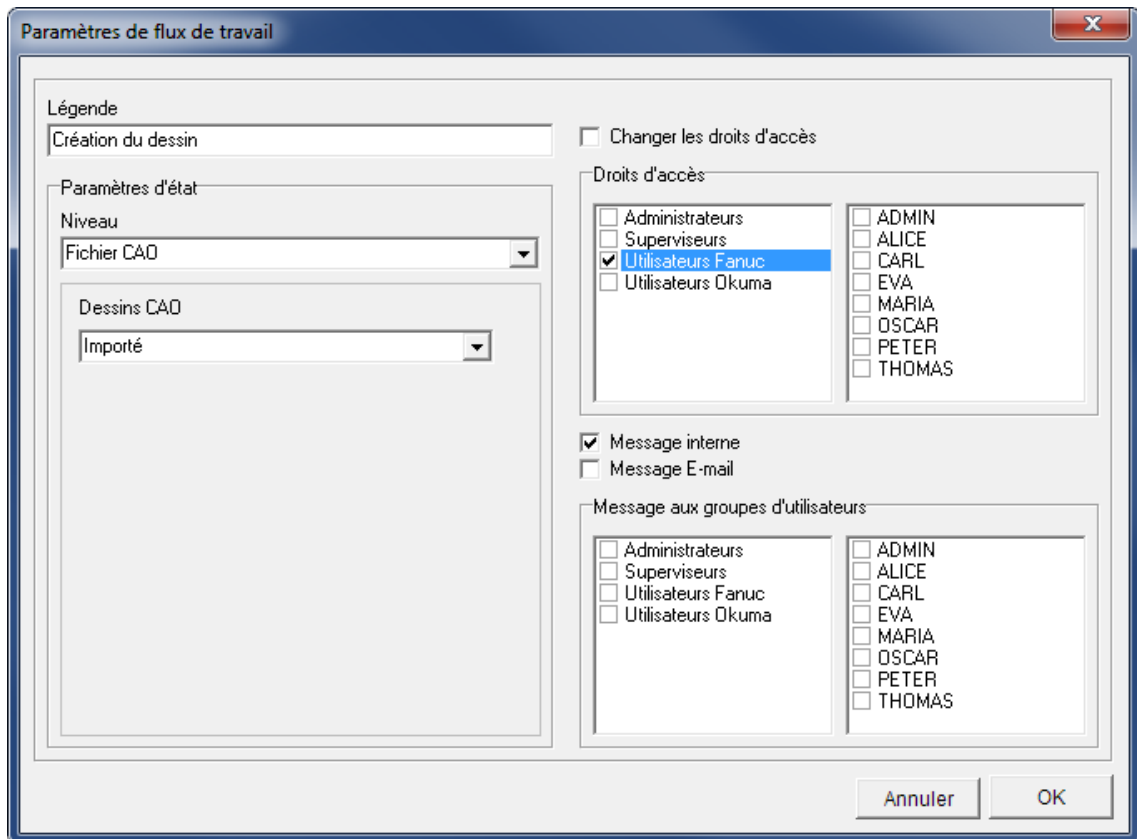 Paramètres de flux de travail
Légende
Création du dessin
Paramètres d'état
Niveau
Fichier CAO
Dessins CAO
Importé
Changer les droits d'accès
Droits d'accès
Administrateurs
Superviseurs
Utilisateurs Fanuc
Utilisateurs Okuma
ADMIN
ALICE
CARL
EVA
MARIA
OSCAR
PETER
THOMAS
Message interne
Message E-mail
Message aux groupes d'utilisateurs
Administrateurs
Superviseurs
Utilisateurs Fanuc
Utilisateurs Okuma
ADMIN
ALICE
CARL
EVA
MARIA
OSCAR
PETER
THOMAS
Annuler
OK